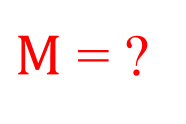 M = ?